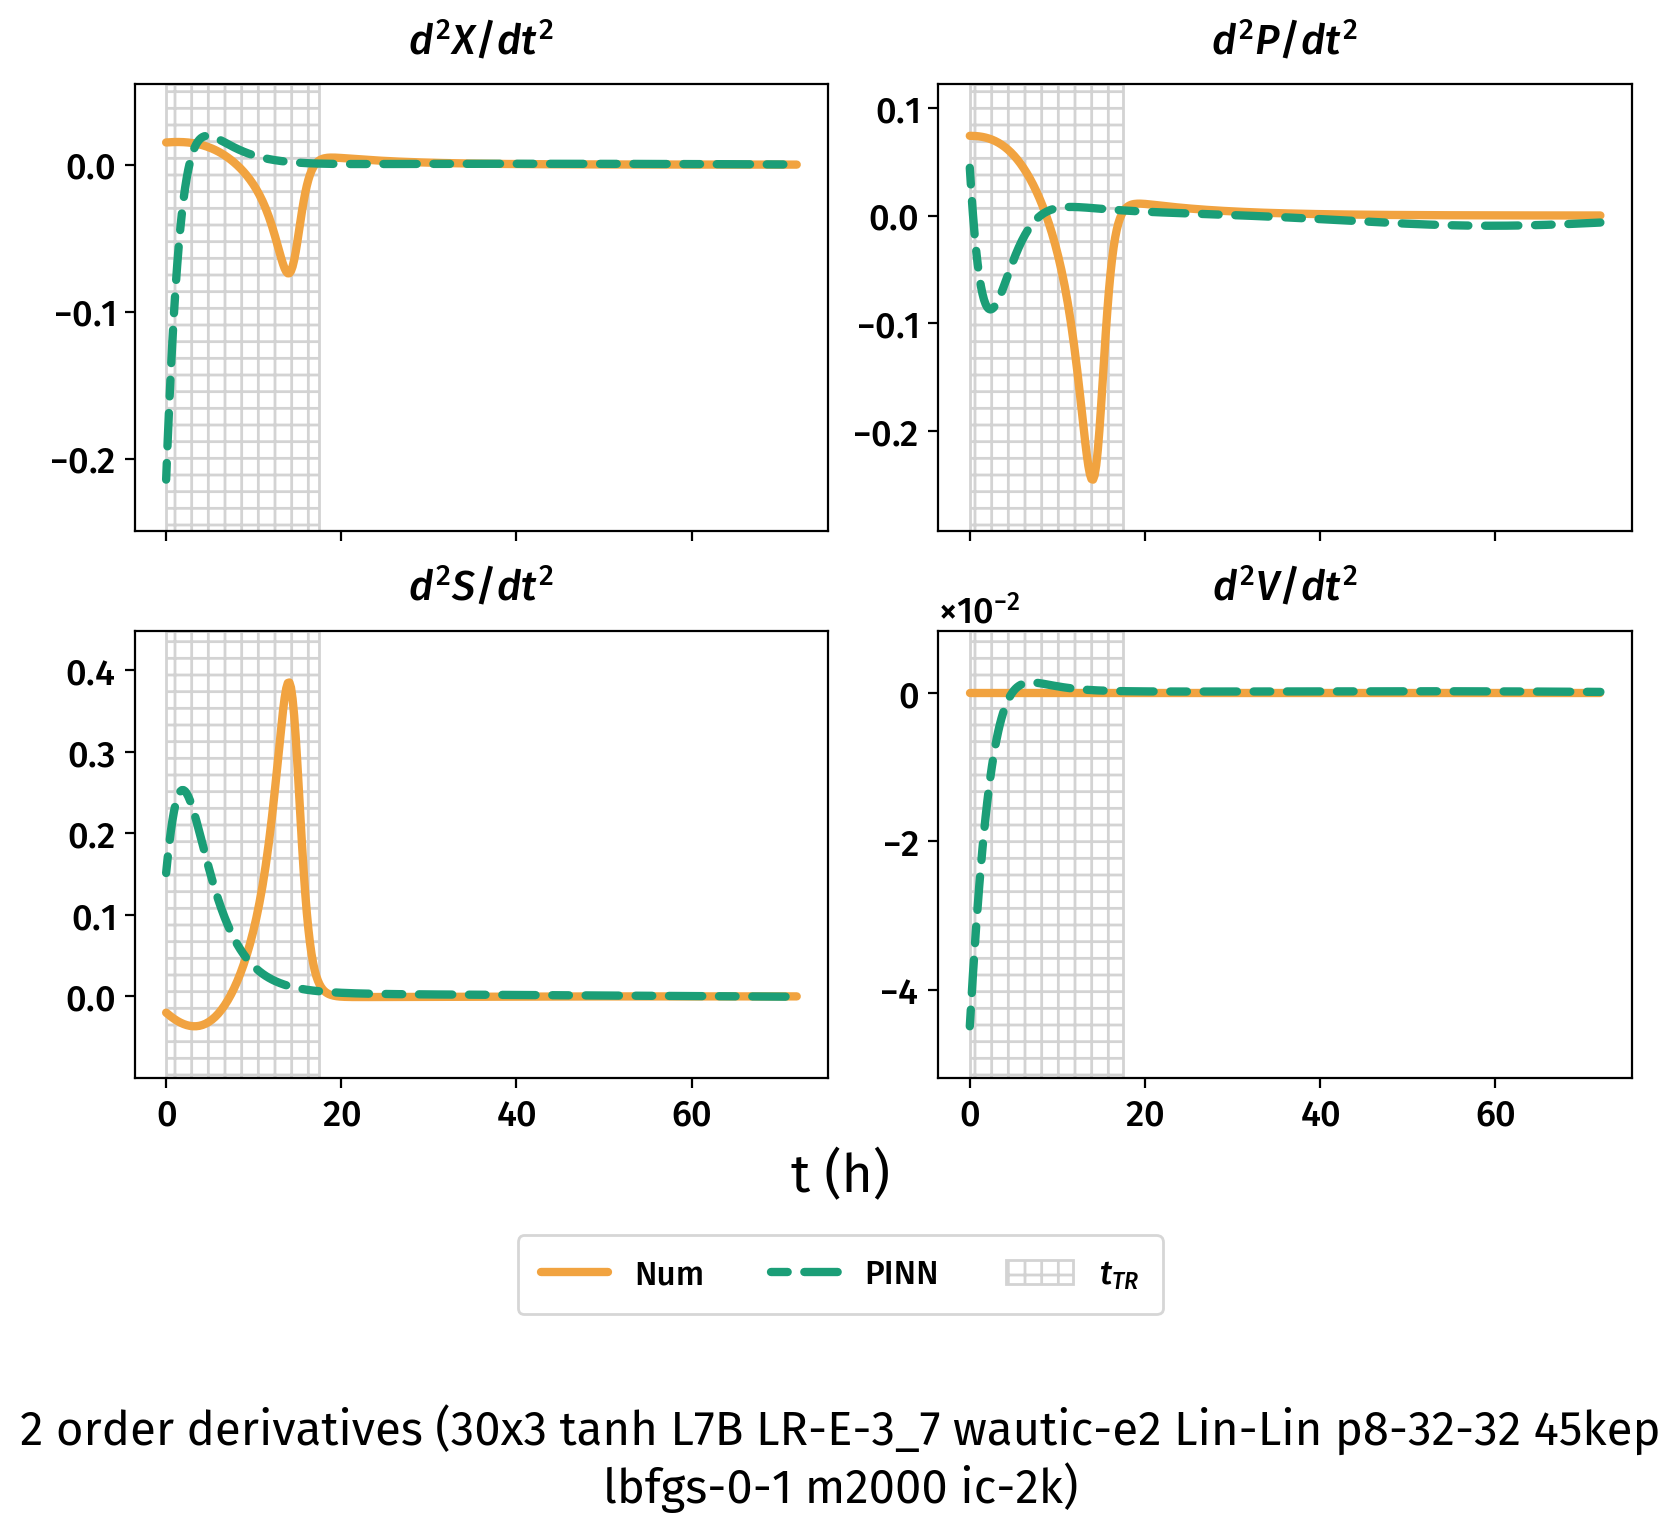 d²X/dt²
d²P/dt²
0.0
−0.1
−0.2
0.1
0.0
−0.1
−0.2
d²S/dt²
d²V/dt²
×10⁻²
0.4
0.3
0.2
0.1
0.0
0
−2
−4
0 20 40 60
0 20 40 60
t (h)
Num PINN t_TR
2 order derivatives (30x3 tanh L7B LR-E-3_7 wautic-e2 Lin-Lin p8-32-32 45kep
lbfgs-0-1 m2000 ic-2k)